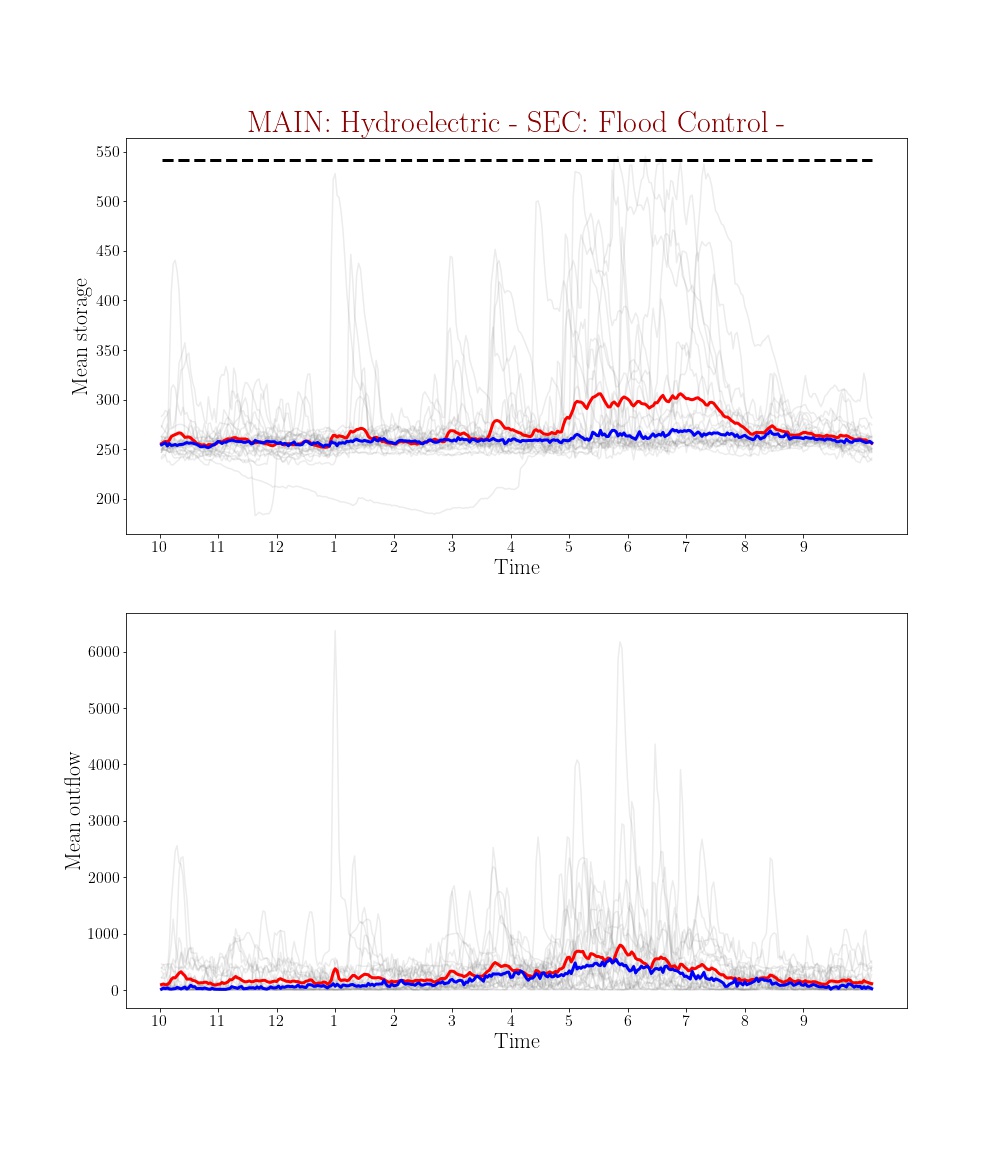 MAIN: Hydroelectric - SEC: Flood Control -
550
500
450
400
350
300
250
200
Mean storage
10 11 12 1 2 3 4 5 6 7 8 9
Time
6000
5000
4000
3000
2000
1000
0
Mean outflow
10 11 12 1 2 3 4 5 6 7 8 9
Time